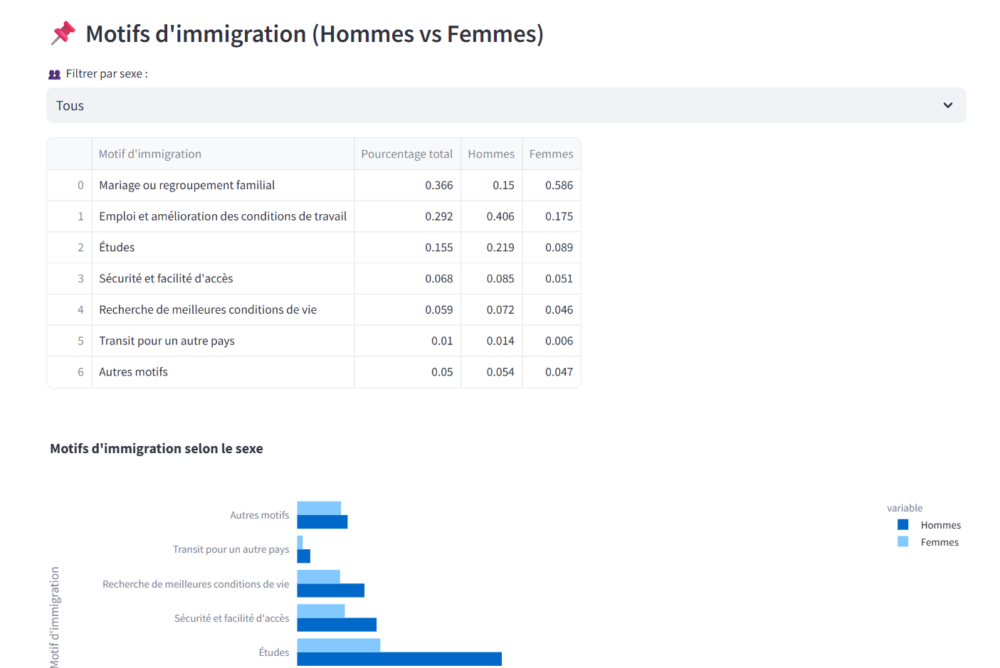 Motifs d'immigration (Hommes vs Femmes)
Filtrer par sexe :
Tous
Motif d'immigration Pourcentage total Hommes Femmes
0 Mariage ou regroupement familial 0.366 0.15 0.586
1 Emploi et amélioration des conditions de travail 0.292 0.406 0.175
2 Études 0.155 0.219 0.089
3 Sécurité et facilité d'accès 0.068 0.085 0.051
4 Recherche de meilleures conditions de vie 0.059 0.072 0.046
5 Transit pour un autre pays 0.01 0.014 0.006
6 Autres motifs 0.05 0.054 0.047
Motifs d'immigration selon le sexe
variable
Hommes
Femmes
Autres motifs
Transit pour un autre pays
Recherche de meilleures conditions de vie
Sécurité et facilité d'accès
Études
Motif d'immigration